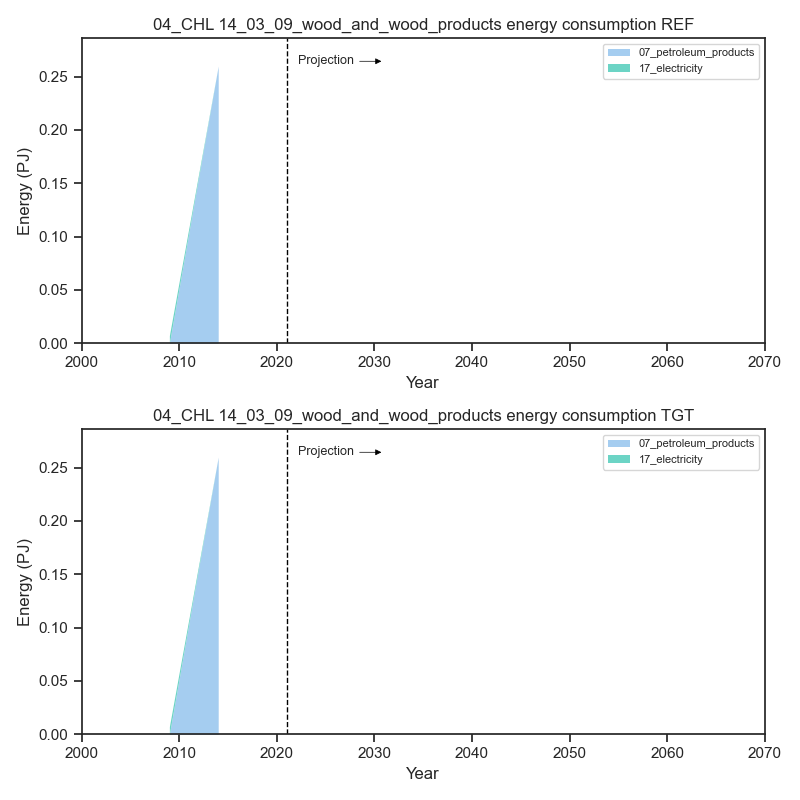 04_CHL 14_03_09_wood_and_wood_products energy consumption REF
Projection
07_petroleum_products
17_electricity
Energy (PJ)
0.25
0.20
0.15
0.10
0.05
0.00
2000 2010 2020 2030 2040 2050 2060 2070
Year
04_CHL 14_03_09_wood_and_wood_products energy consumption TGT
Projection
07_petroleum_products
17_electricity
Energy (PJ)
0.25
0.20
0.15
0.10
0.05
0.00
2000 2010 2020 2030 2040 2050 2060 2070
Year